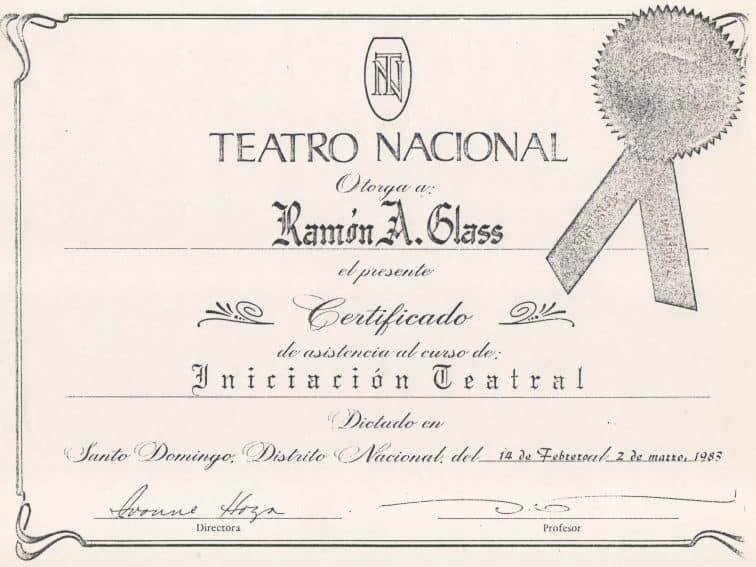 TN
TEATRO NACIONAL
Otorga a:
Ramón A. Glass
el presente
Certificado
de asistencia al curso de:
Iniciación Teatral
Dictado en
Santo Domingo, Distrito Nacional, del 14 de Febrero al 2 de marzo, 1983
Ivonne
Directora
Profesor